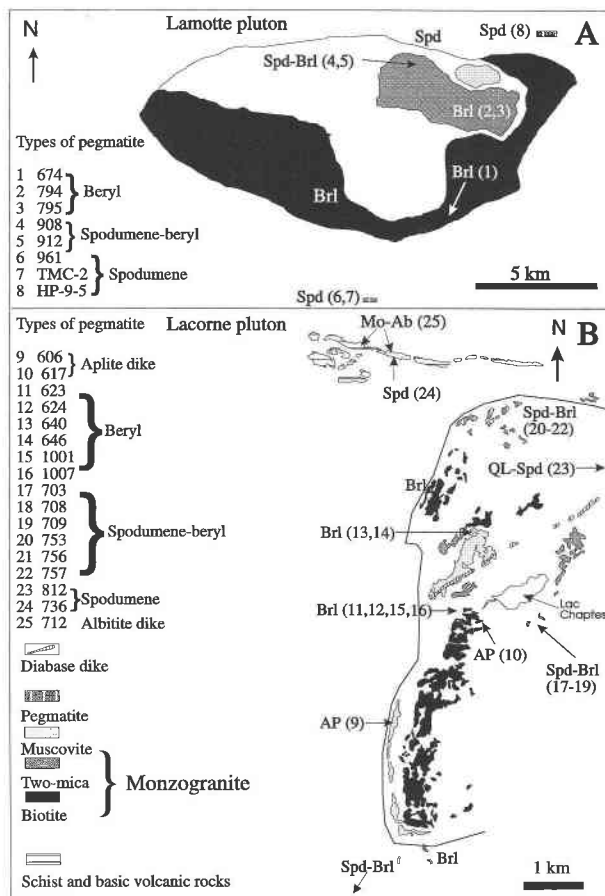 Lamotte pluton
N
Spd
Spd (8)
A
Spd-Brl (4,5)
Brl (2,3)
Brl
Brl (1)
5 km
Spd (6,7)
Types of pegmatite
1 674
2 794
3 795
Beryl
4 908
5 912
Spodumene-beryl
6 961
7 TMC-2
8 HP-9-5
Spodumene
Types of pegmatite
Lacorne pluton
N
B
9 606
10 617
Aplite dike
11 623
12 624
13 640
14 646
15 1001
16 1007
Beryl
17 703
18 708
19 709
20 753
21 756
22 757
Spodumene-beryl
23 812
24 736
Spodumene
25 712 Albitite dike
Diabase dike
Pegmatite
Muscovite
Two-mica
Biotite
Monzogranite
Schist and basic volcanic rocks
Mo-Ab (25)
Spd (24)
Spd-Brl
(20-22)
QL-Spd (23)
Brl
Brl (13,14)
Brl (11,12,15,16)
Lac
Chaptes
AP (10)
Spd-Brl
(17-19)
AP (9)
Spd-Brl
Brl
1 km